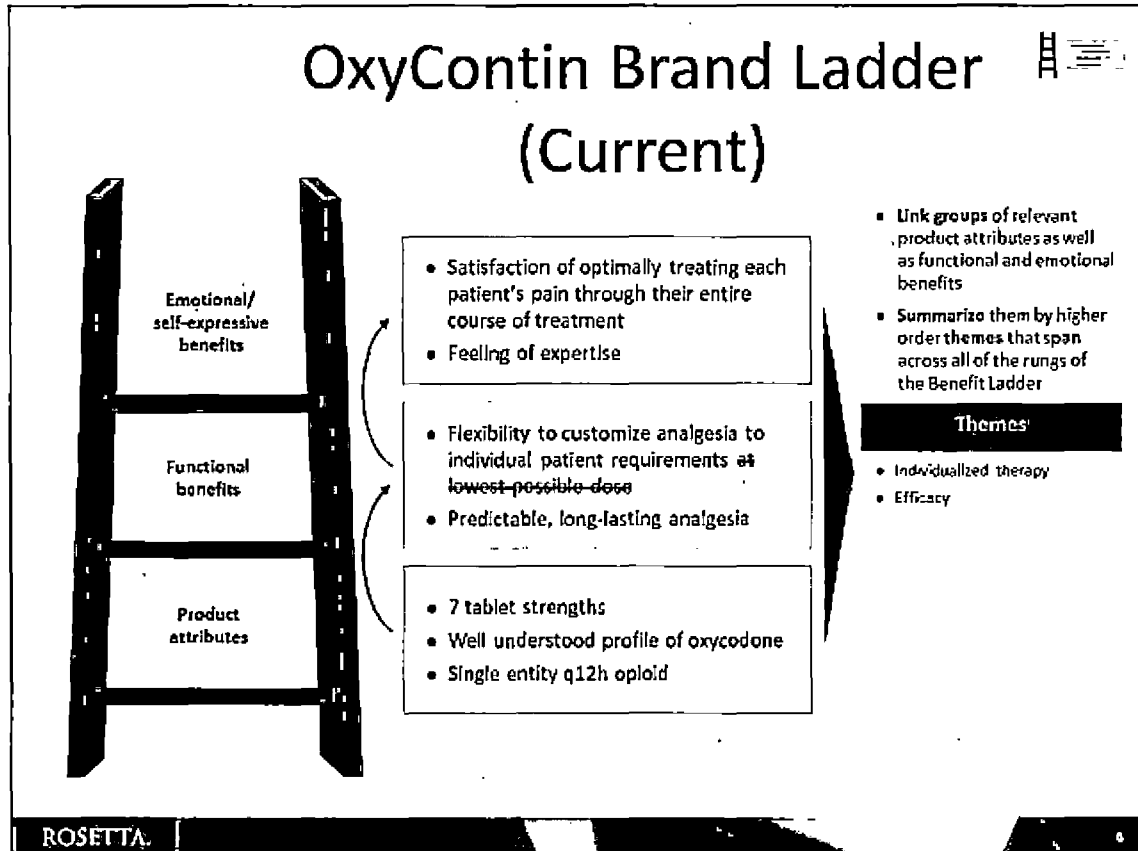 OxyContin Brand Ladder
(Current)
Emotional/
self-expressive
benefits
• Satisfaction of optimally treating each
patient's pain through their entire
course of treatment
• Feeling of expertise
Functional
benefits
• Flexibility to customize analgesia to
individual patient requirements at
lowest possible dose
• Predictable, long-lasting analgesia
Product
attributes
• 7 tablet strengths
• Well understood profile of oxycodone
• Single entity q12h opioid
• Link groups of relevant
product attributes as well
as functional and emotional
benefits
• Summarize them by higher
order themes that span
across all of the rungs of
the Benefit Ladder
Themes
• Individualized therapy
• Efficacy
ROSETTA.